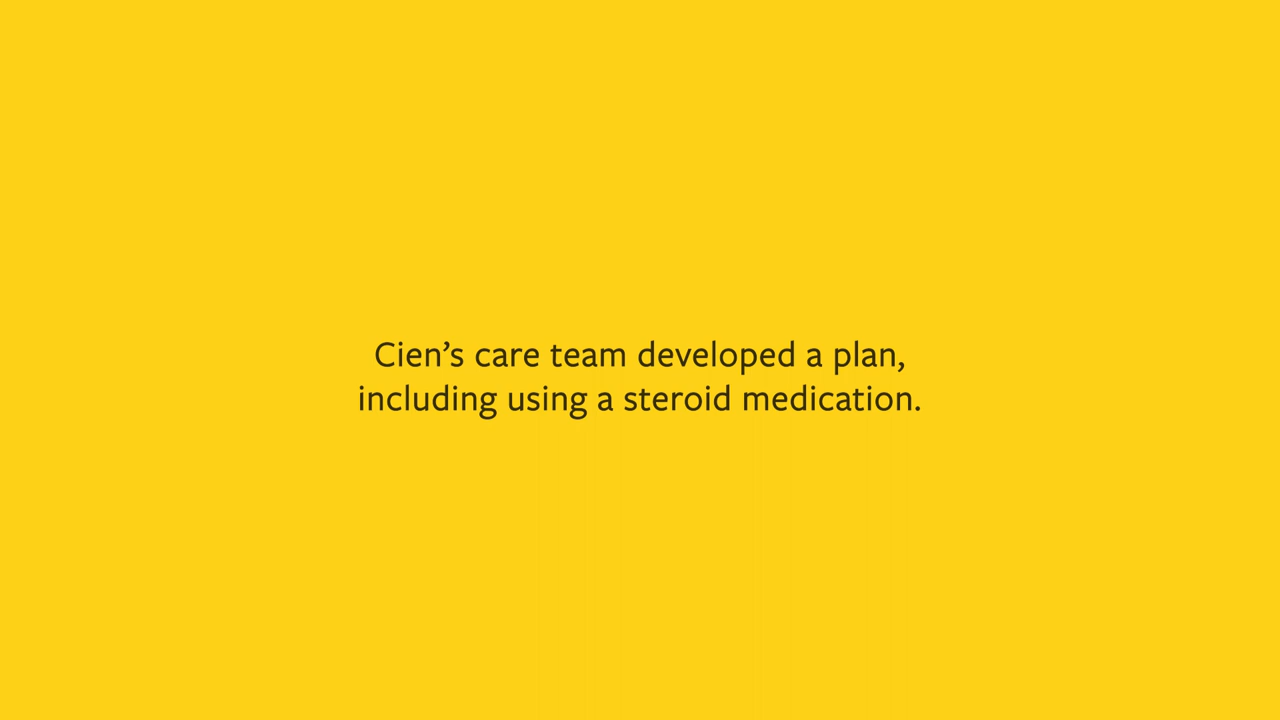 Cien’s care team developed a plan,
including using a steroid medication.